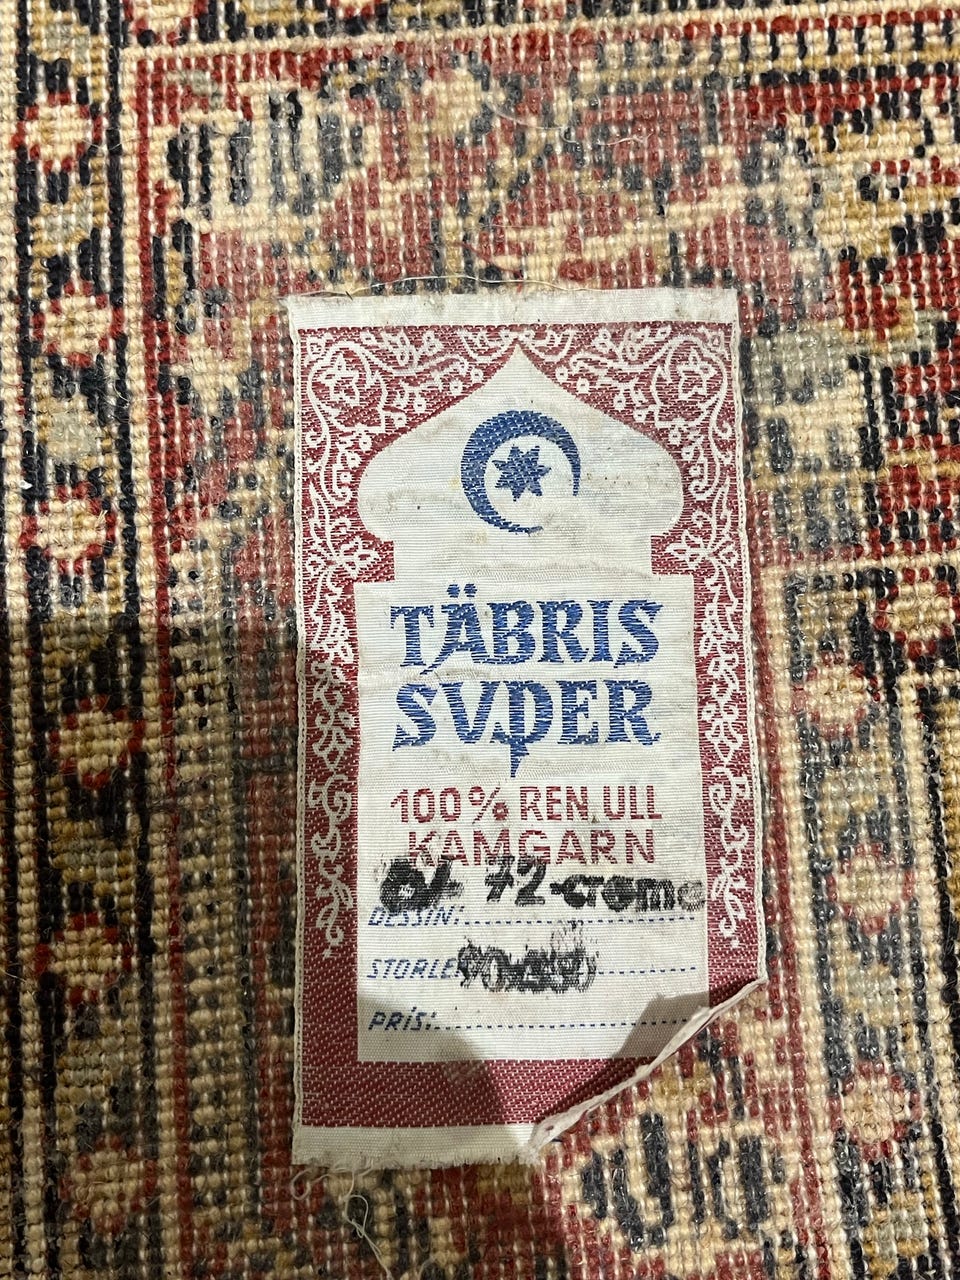 TÄBRIS
SUPER
100% REN.ULL
KAMGARN
72-creme
DESSIN:
STORLEK
PRiS: